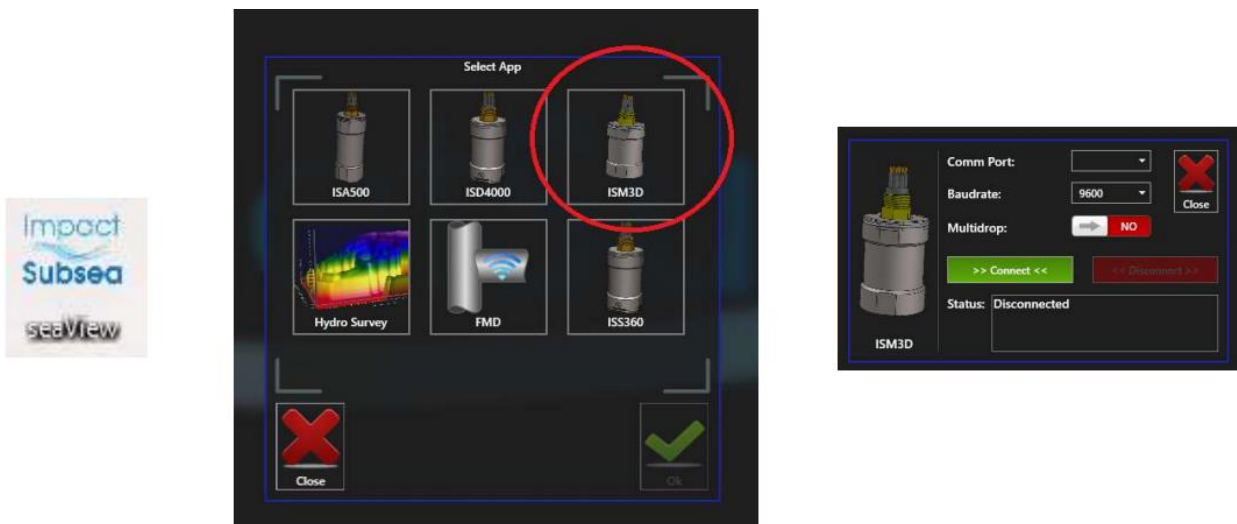 Impact
Subsea
seaView
Select App
ISA500
ISD4000
ISM3D
Hydro Survey
FMD
ISS360
Close
Ok
Comm Port:
Baudrate:
9600
Close
Multidrop:
NO
>> Connect <<
<< Disconnect >>
Status:
Disconnected
ISM3D